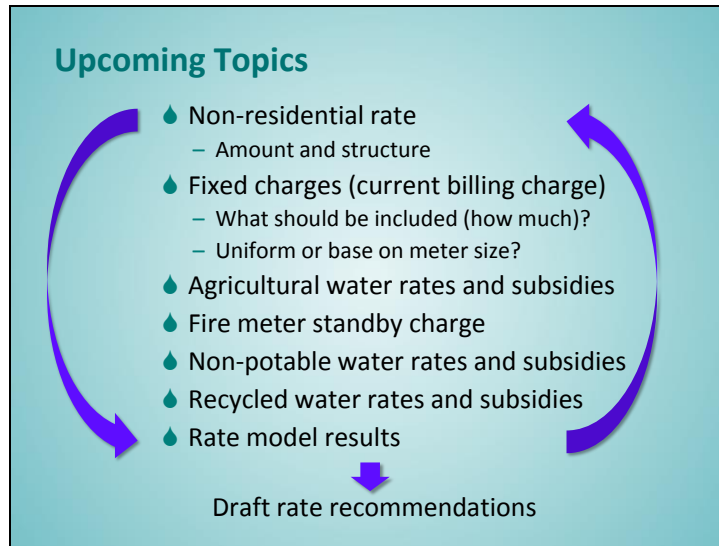 Upcoming Topics
Non-residential rate
– Amount and structure
Fixed charges (current billing charge)
– What should be included (how much)?
– Uniform or base on meter size?
Agricultural water rates and subsidies
Fire meter standby charge
Non-potable water rates and subsidies
Recycled water rates and subsidies
Rate model results
Draft rate recommendations